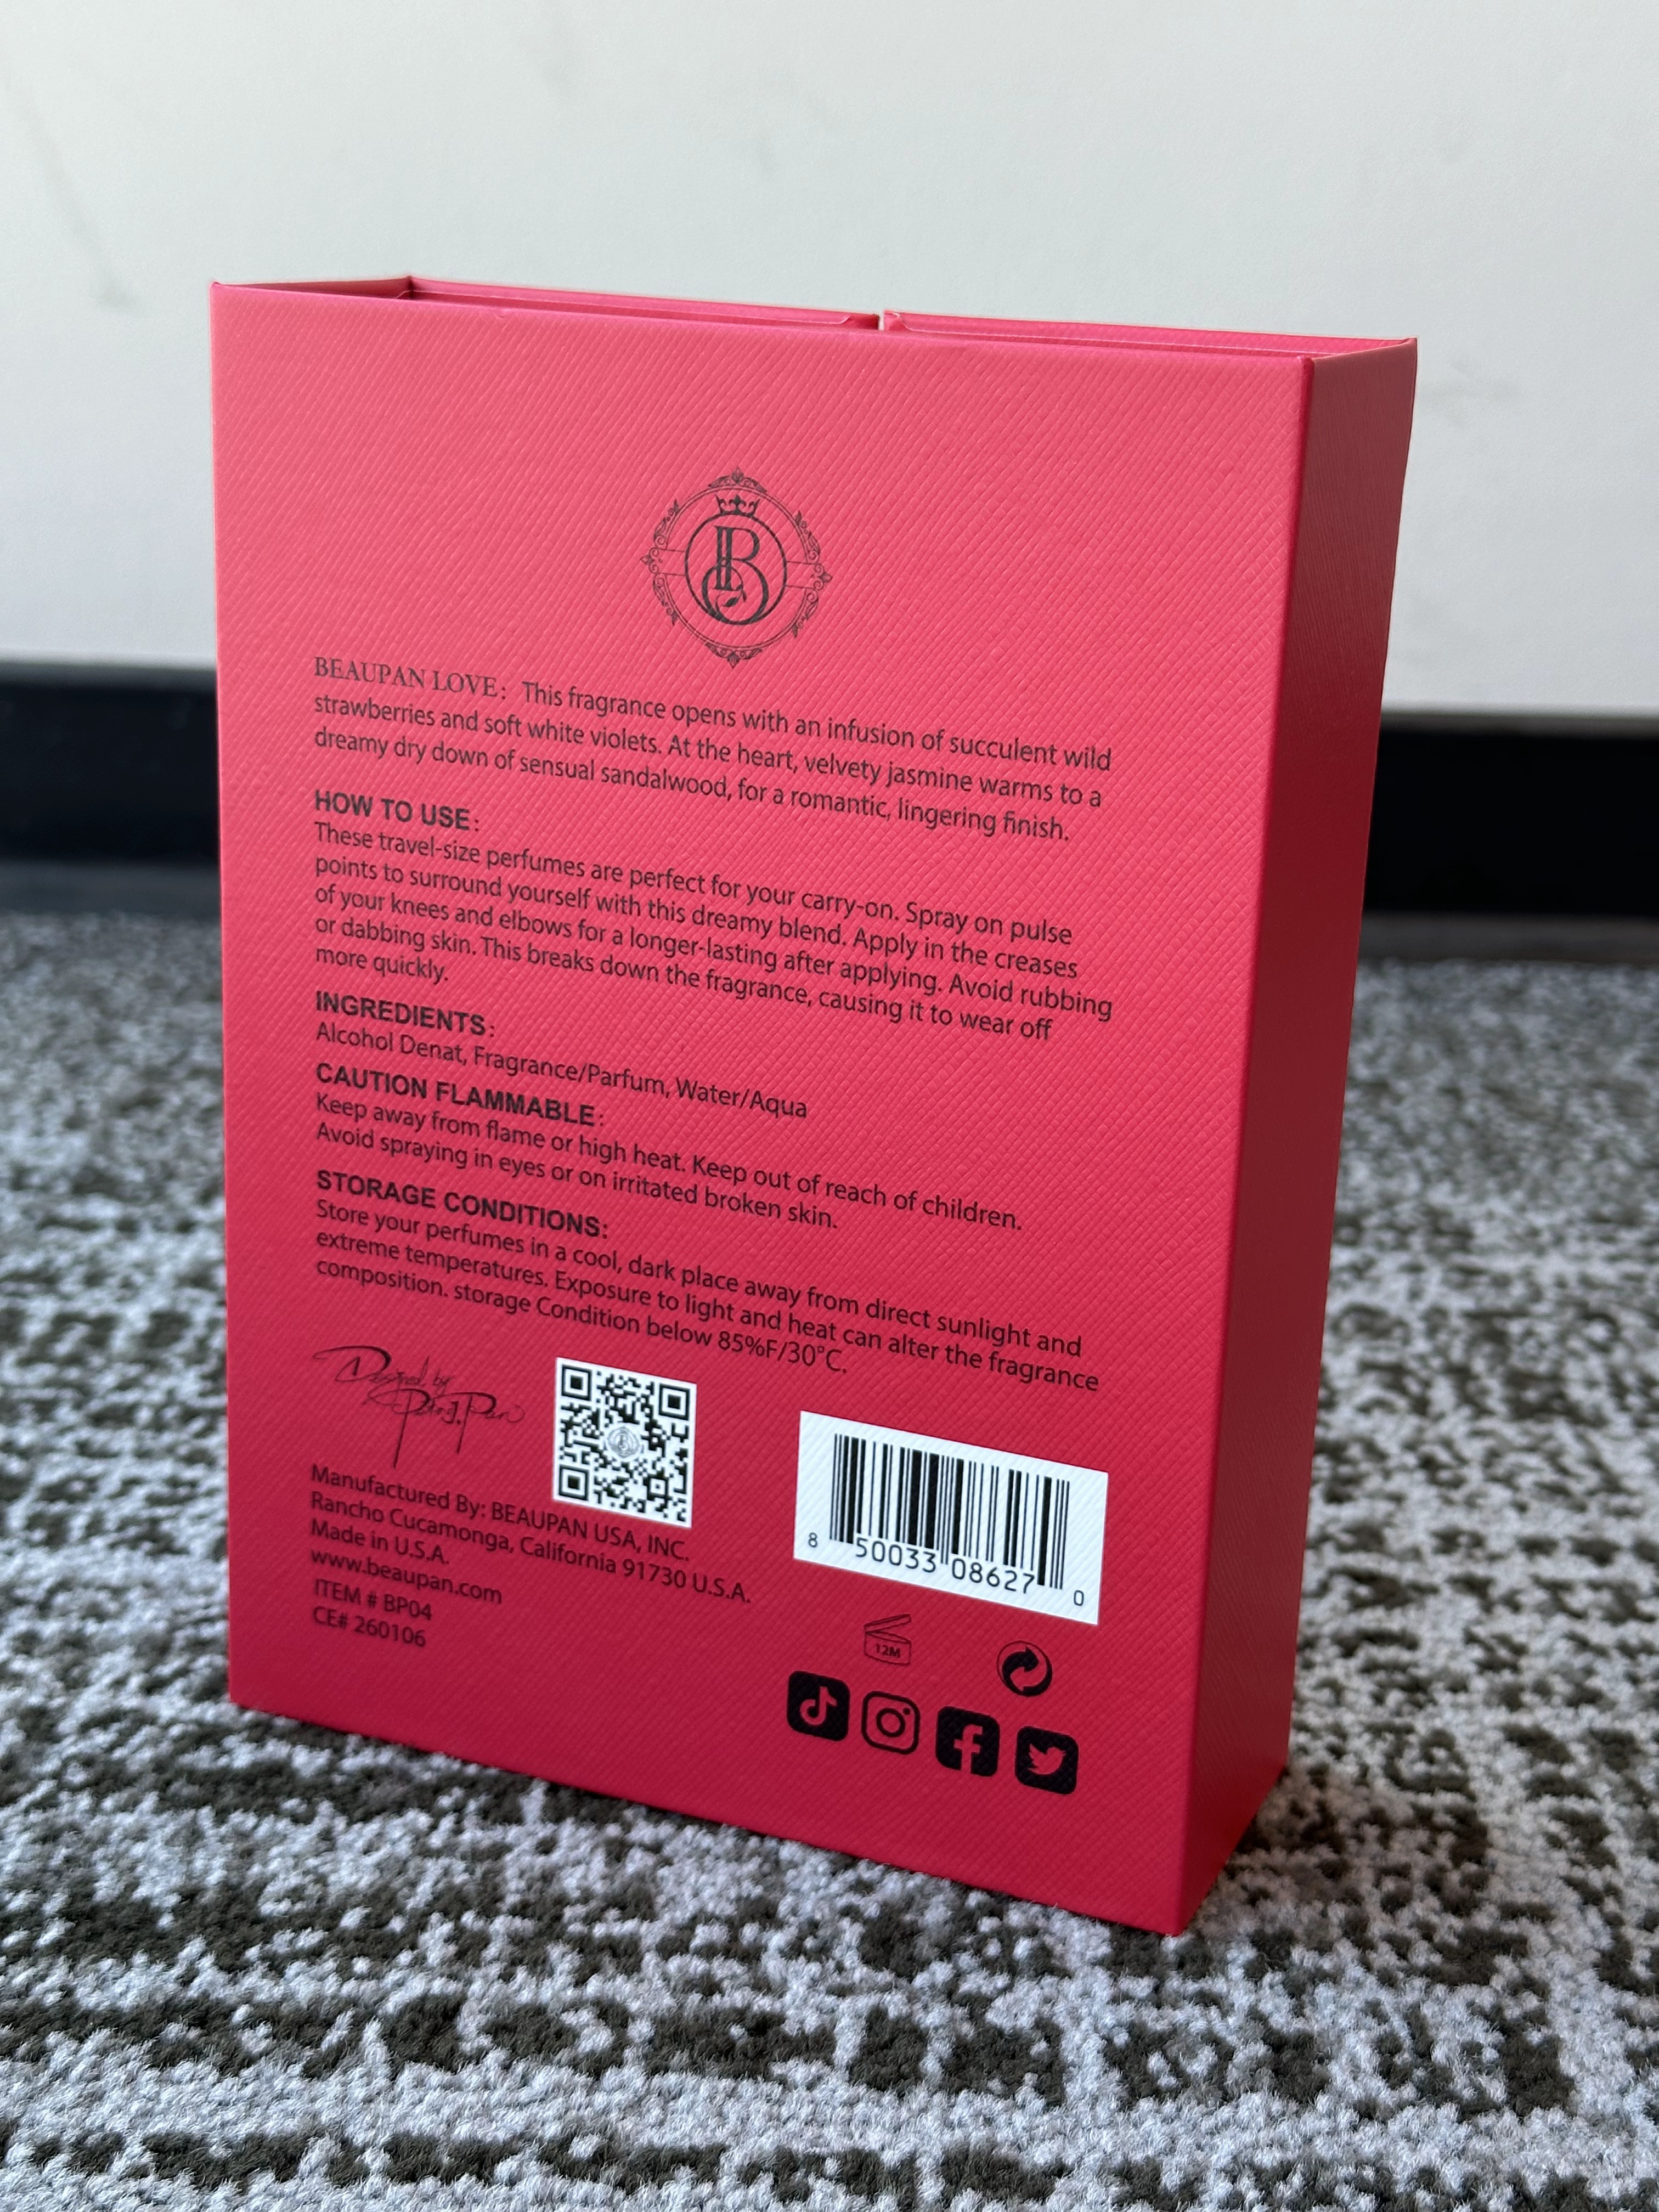 BEAUPAN LOVE: This fragrance opens with an infusion of succulent wild
strawberries and soft white violets. At the heart, velvety jasmine warms to a
dreamy dry down of sensual sandalwood, for a romantic, lingering finish.
HOW TO USE:
These travel-size perfumes are perfect for your carry-on. Spray on pulse
points to surround yourself with this dreamy blend. Apply in the creases
of your knees and elbows for a longer-lasting after applying. Avoid rubbing
or dabbing skin. This breaks down the fragrance, causing it to wear off
more quickly.
INGREDIENTS:
Alcohol Denat, Fragrance/Parfum, Water/Aqua
CAUTION FLAMMABLE:
Keep away from flame or high heat. Keep out of reach of children.
Avoid spraying in eyes or on irritated broken skin.
STORAGE CONDITIONS:
Store your perfumes in a cool, dark place away from direct sunlight and
extreme temperatures. Exposure to light and heat can alter the fragrance
composition. storage Condition below 85%F/30°C.
Designed by
Manufactured By: BEAUPAN USA, INC.
Rancho Cucamonga, California 91730 U.S.A.
Made in U.S.A.
www.beaupan.com
ITEM # BP04
CE# 260106
8 50033 08627 0
12M